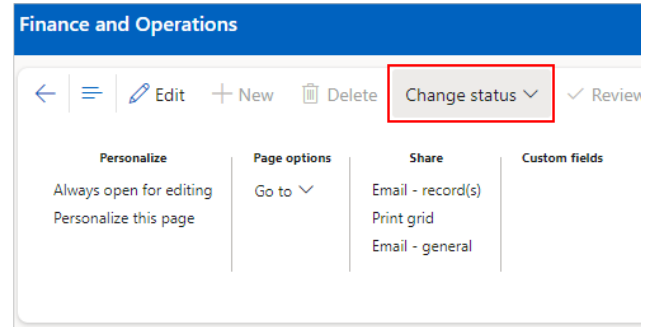 Finance and Operations
Edit New Delete Change status Review
Personalize Page options Share Custom fields
Always open for editing Go to Email - record(s)
Personalize this page Print grid
Email - general